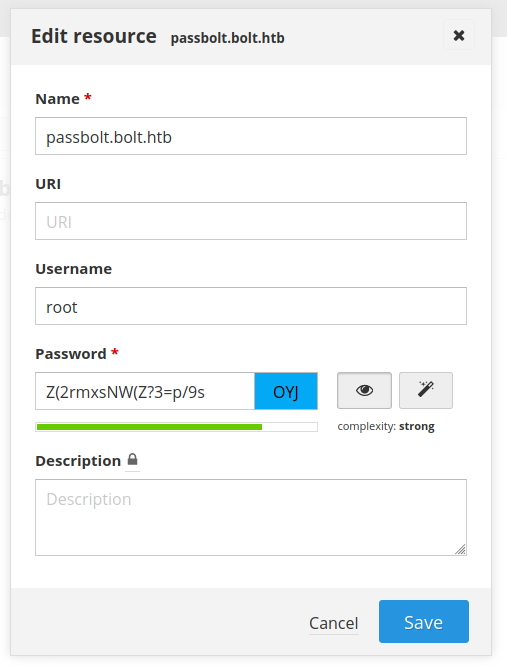 Edit resource passbolt.bolt.htb
Name *
passbolt.bolt.htb
URI
URI
Username
root
Password *
Z(2rmxsNW(Z?3=p/9s OYJ
complexity: strong
Description
Description
Cancel Save